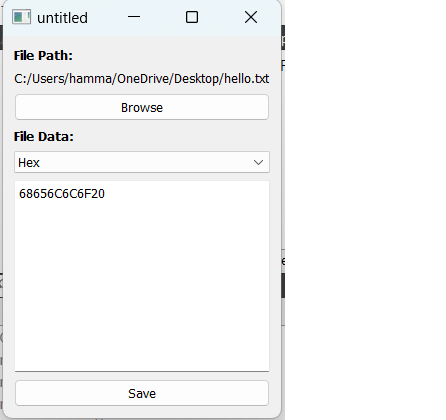 untitled
File Path:
C:/Users/hamma/OneDrive/Desktop/hello.txt
Browse
File Data:
Hex
68656C6C6F20
Save